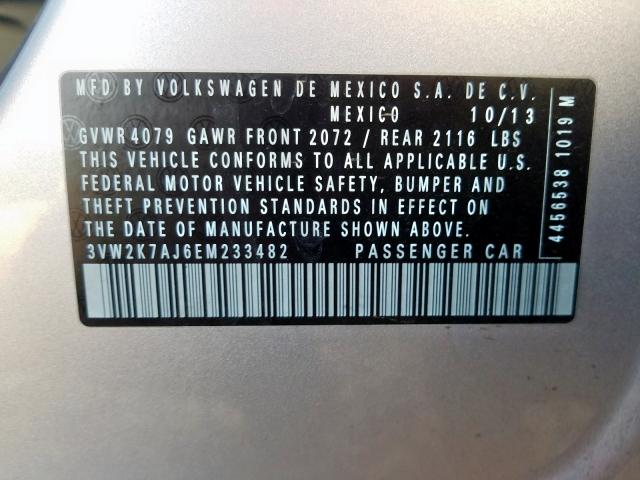 MFD BY VOLKSWAGEN DE MEXICO S.A. DE C.V.
MEXICO 10/13
GVWR 4079 GAWR FRONT 2072 / REAR 2116 LBS
THIS VEHICLE CONFORMS TO ALL APPLICABLE U.S.
FEDERAL MOTOR VEHICLE SAFETY, BUMPER AND
THEFT PREVENTION STANDARDS IN EFFECT ON
THE DATE OF MANUFACTURE SHOWN ABOVE.
3VW2K7AJ6EM233482 PASSENGER CAR
4456538 1019 M